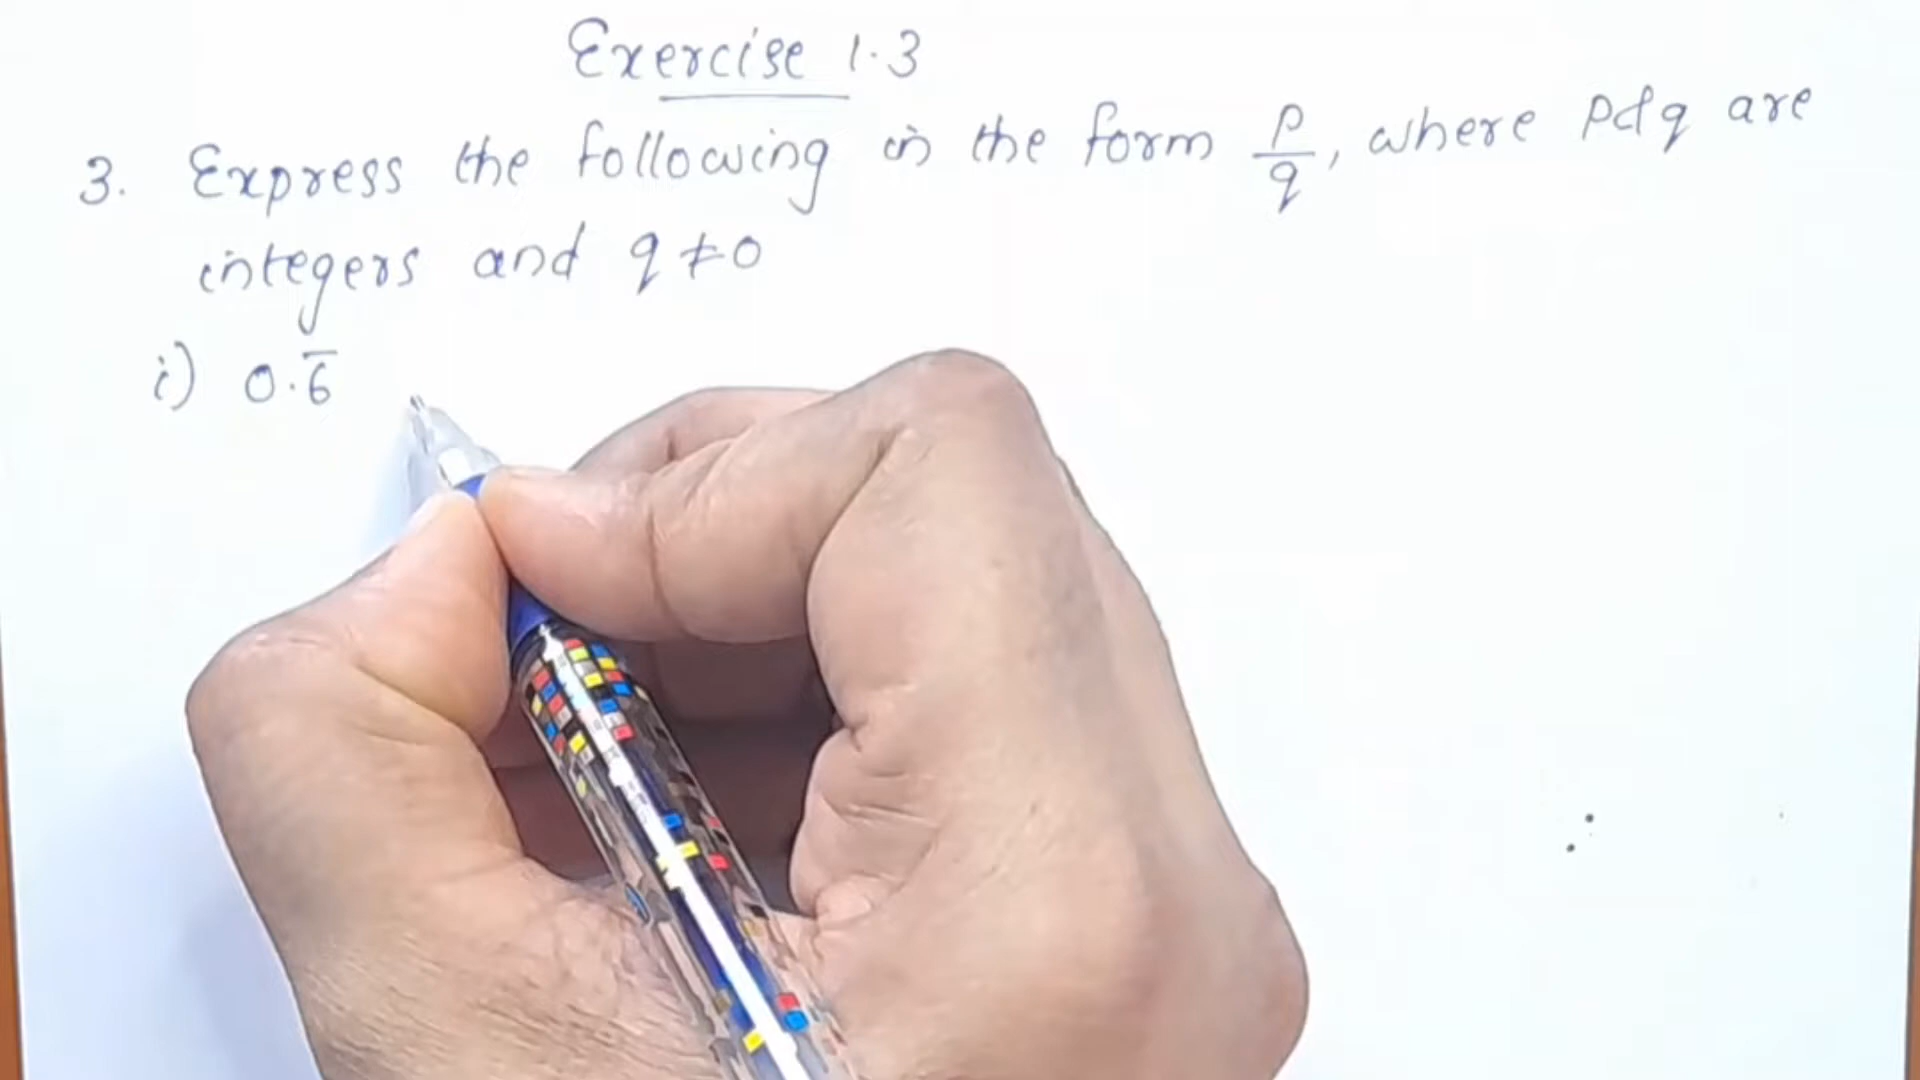 Exercise 1.3
3. Express the following in the form p/q, where p & q are
integers and q ≠ 0
i) 0.6̅